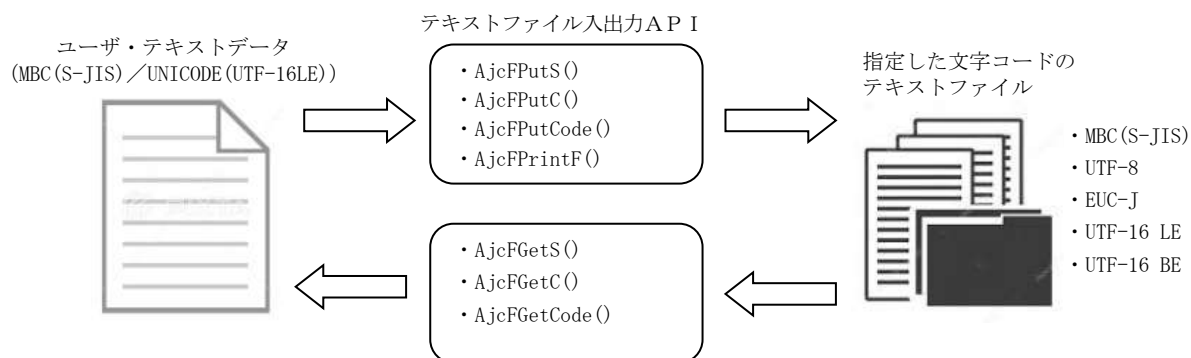 テキストファイル入出力ＡＰＩ
ユーザ・テキストデータ
(MBC(S-JIS)／UNICODE(UTF-16LE))
・AjcFPutS()
・AjcFPutC()
・AjcFPutCode()
・AjcFPrintF()
指定した文字コードの
テキストファイル
・MBC(S-JIS)
・UTF-8
・EUC-J
・UTF-16 LE
・UTF-16 BE
・AjcFGetS()
・AjcFGetC()
・AjcFGetCode()